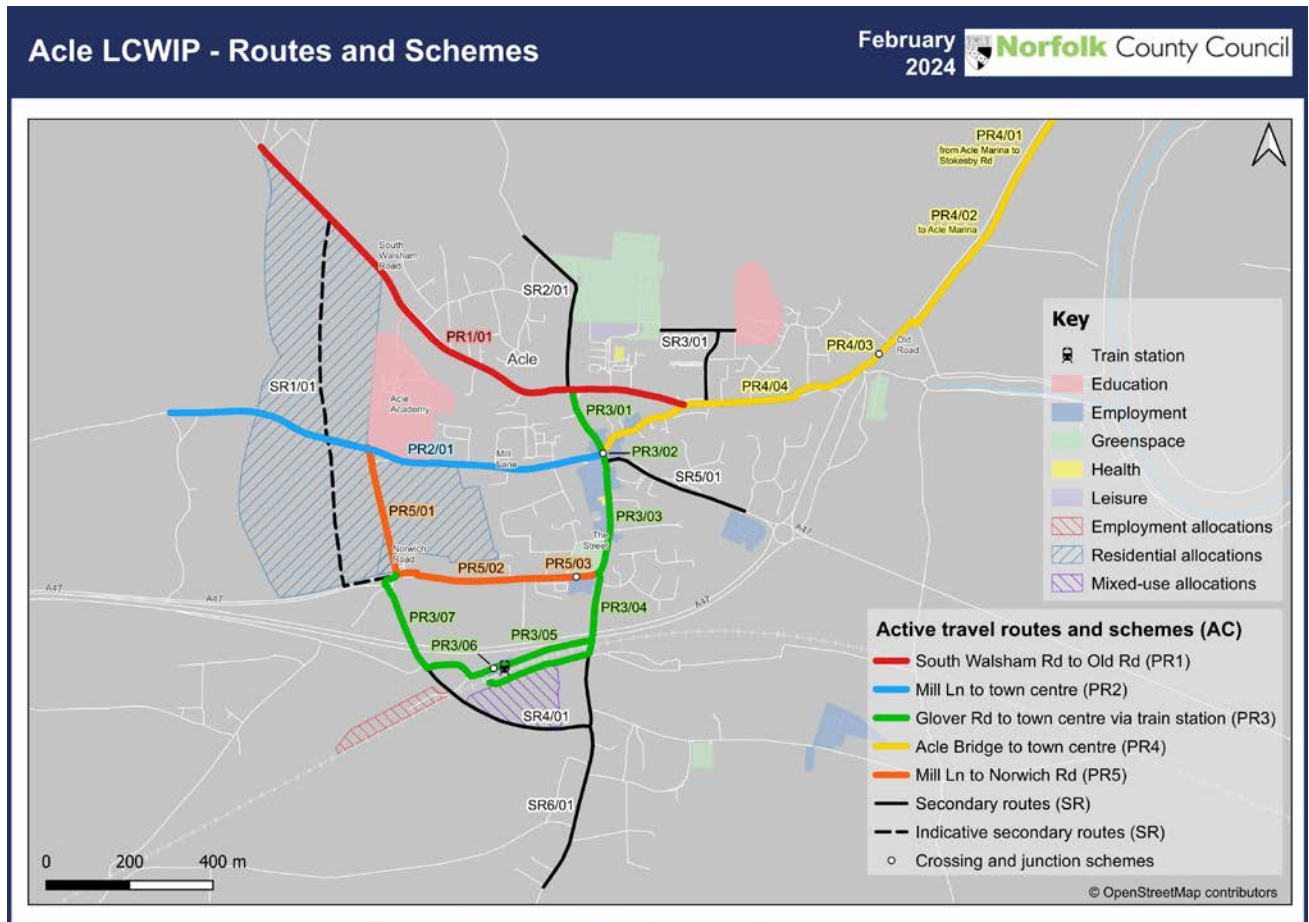 Acle LCWIP - Routes and Schemes
February
2024
Norfolk County Council
PR4/01
from Acle Marina to
Stokesby Rd
PR4/02
to Acle Marina
South
Walsham
Road
SR2/01
PR1/01
Acle
SR3/01
PR4/03
Old
Road
PR4/04
SR1/01
Acle
Academy
PR3/01
PR2/01
Mill
Lane
PR3/02
SR5/01
PR5/01
PR3/03
The
Street
A47
Norwich
Road
PR5/02
PR5/03
A47
A47
PR3/04
A47
PR3/07
PR3/05
PR3/06
SR4/01
SR6/01
Key
Train station
Education
Employment
Greenspace
Health
Leisure
Employment allocations
Residential allocations
Mixed-use allocations
Active travel routes and schemes (AC)
South Walsham Rd to Old Rd (PR1)
Mill Ln to town centre (PR2)
Glover Rd to town centre via train station (PR3)
Acle Bridge to town centre (PR4)
Mill Ln to Norwich Rd (PR5)
Secondary routes (SR)
Indicative secondary routes (SR)
Crossing and junction schemes
0 200 400 m
© OpenStreetMap contributors